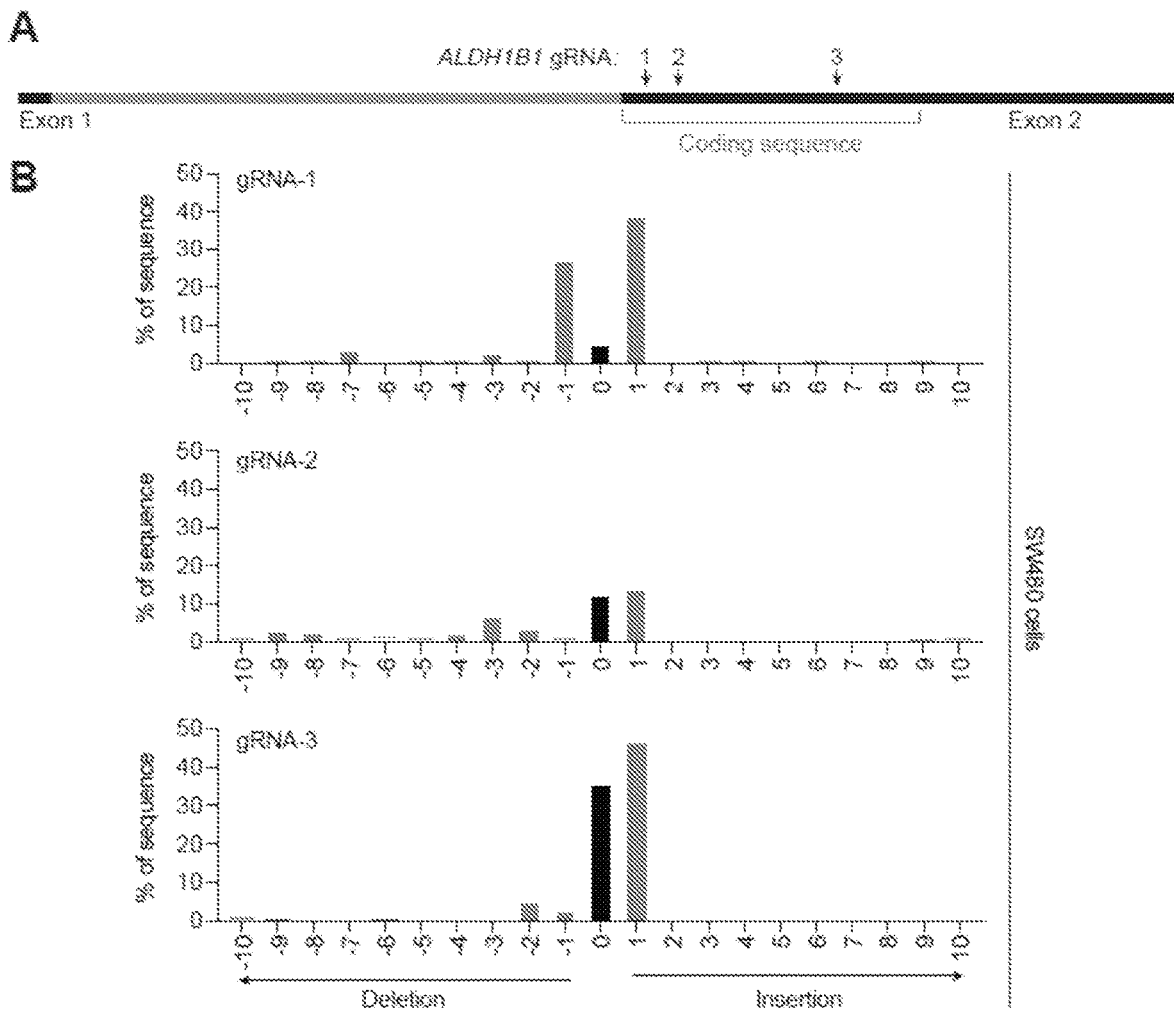 A
ALDH1B1 gRNA: 1 2 3
Exon 1
Exon 2
Coding sequence
B
gRNA-1
% of sequence
50
40
30
20
10
0
-10 -9 -8 -7 -6 -5 -4 -3 -2 -1 0 1 2 3 4 5 6 7 8 9 10
gRNA-2
% of sequence
50
40
30
20
10
0
-10 -9 -8 -7 -6 -5 -4 -3 -2 -1 0 1 2 3 4 5 6 7 8 9 10
gRNA-3
% of sequence
50
40
30
20
10
0
-10 -9 -8 -7 -6 -5 -4 -3 -2 -1 0 1 2 3 4 5 6 7 8 9 10
Deletion
Insertion
SW480 cells